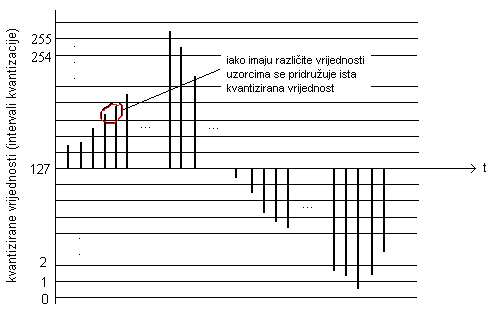 kvantizirane vrijednosti (intervali kvantizacije)
255
254
iako imaju različite vrijednosti
uzorcima se pridružuje ista
kvantizirana vrijednost
...
...
127
t
...
2
1
0